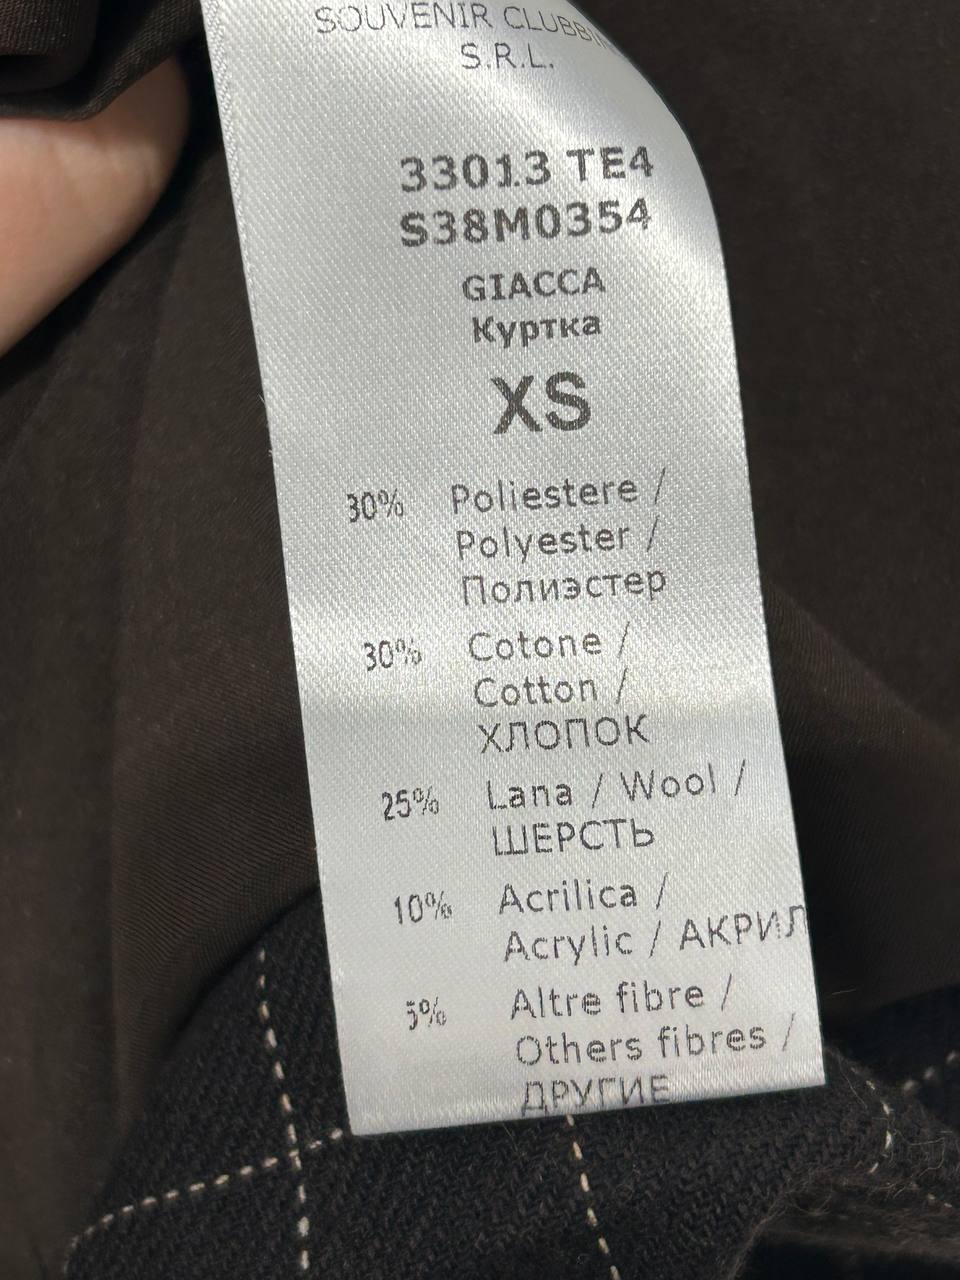 SOUVENIR CLUBBIN
S.R.L.
33013 TE4
S38M0354
GIACCA
Куртка
XS
30% Poliestere /
Polyester /
Полиэстер
30% Cotone /
Cotton /
ХЛОПОК
25% Lana / Wool /
ШЕРСТЬ
10% Acrilica /
Acrylic / АКРИЛ
5% Altre fibre /
Others fibres /
ДРУГИЕ